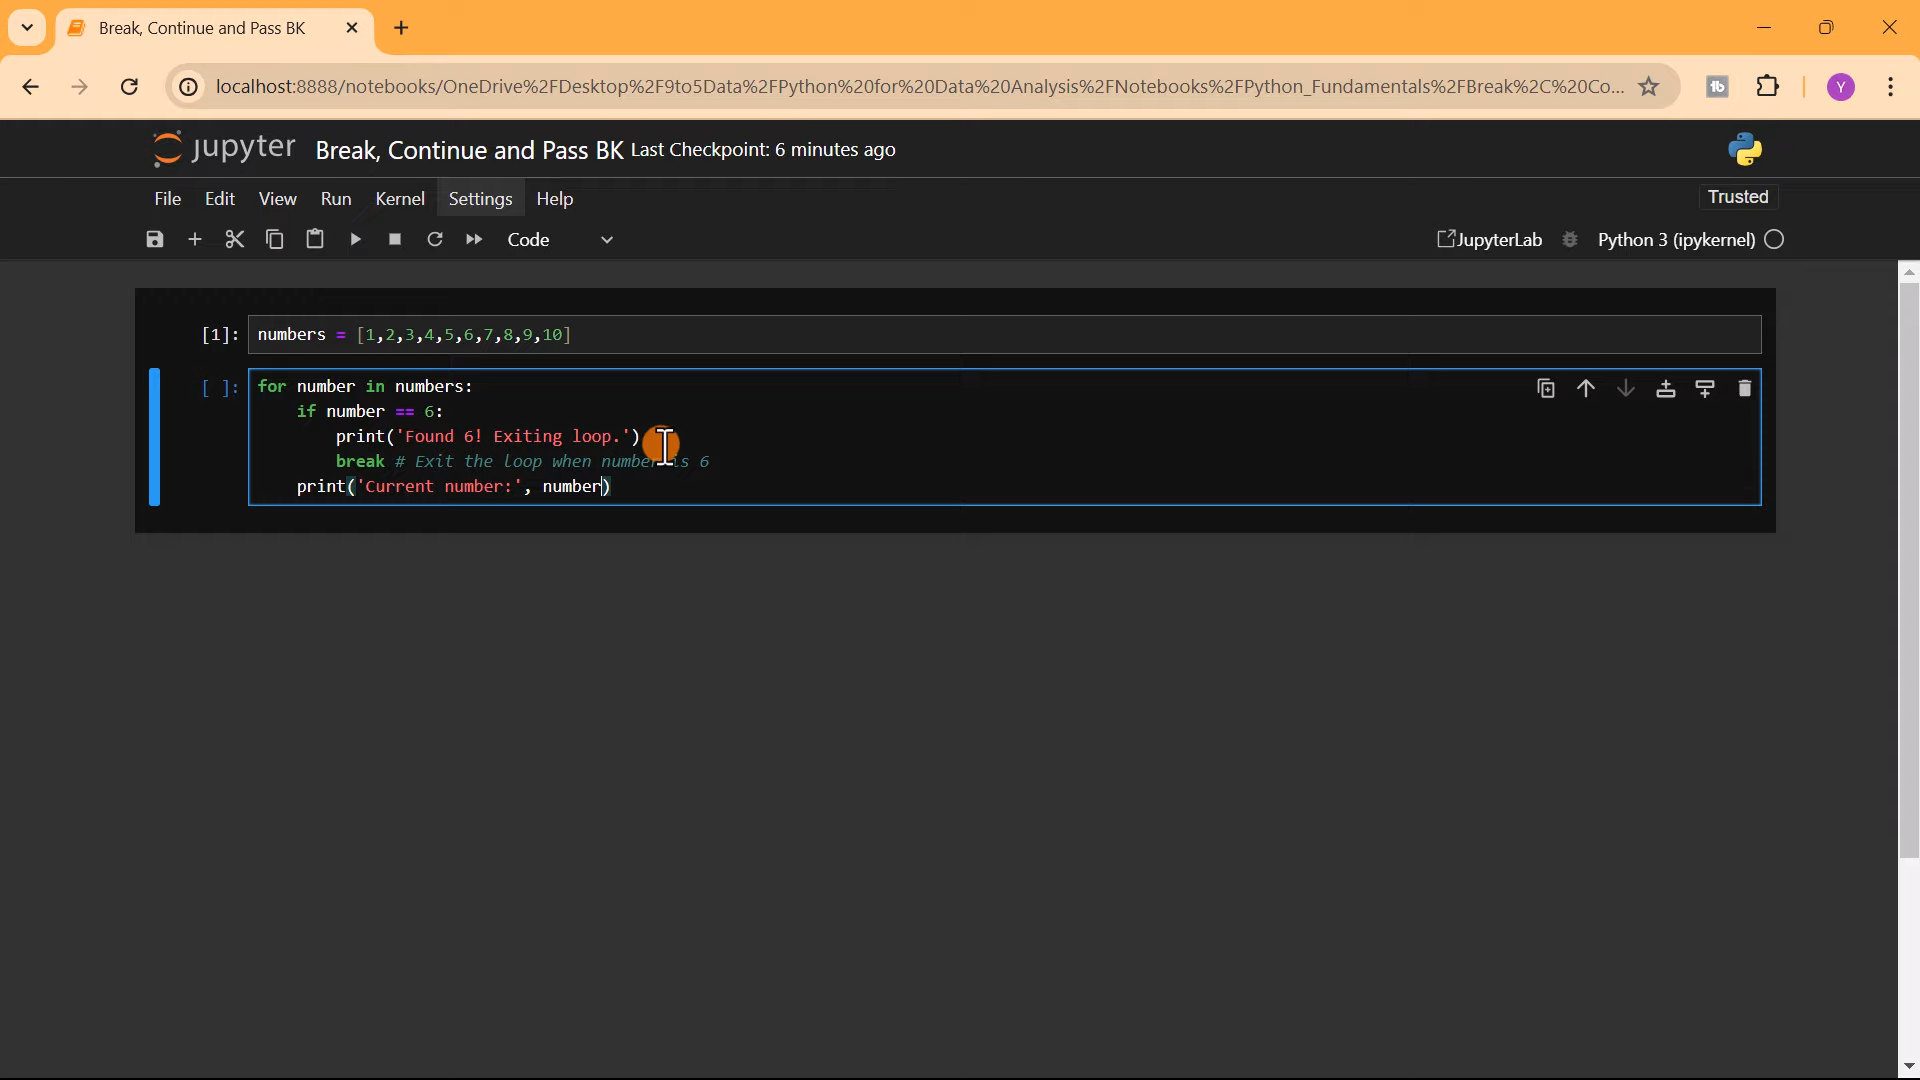 Break, Continue and Pass BK
localhost:8888/notebooks/OneDrive%2FDesktop%2F9to5Data%2FPython%20for%20Data%20Analysis%2FNotebooks%2FPython_Fundamentals%2FBreak%2C%20Co...
tb
Y
jupyter Break, Continue and Pass BK Last Checkpoint: 6 minutes ago
File Edit View Run Kernel Settings Help
Trusted
Code
JupyterLab
Python 3 (ipykernel)
[1]: numbers = [1,2,3,4,5,6,7,8,9,10]
[ ]: for number in numbers:
if number == 6:
print('Found 6! Exiting loop.')
break # Exit the loop when number is 6
print('Current number:', number)